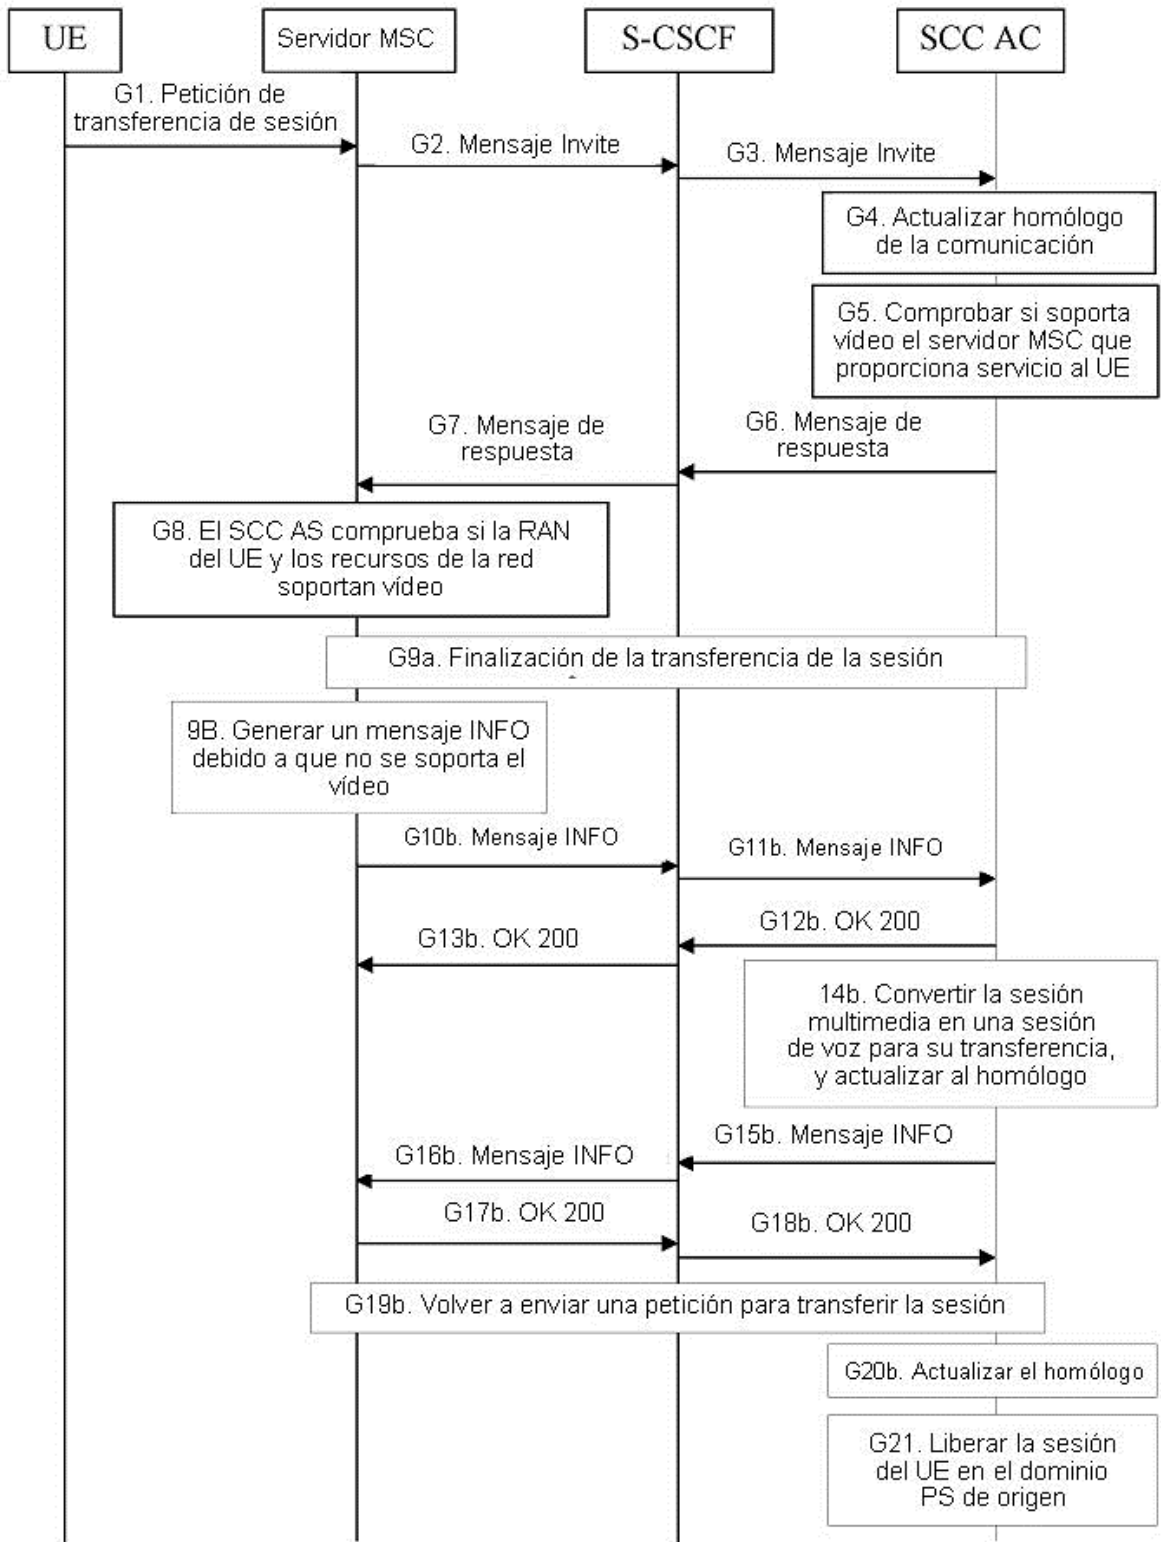 UE
Servidor MSC
S-CSCF
SCC AC
G1. Petición de
transferencia de sesión
G2. Mensaje Invite
G3. Mensaje Invite
G4. Actualizar homólogo
de la comunicación
G5. Comprobar si soporta
vídeo el servidor MSC que
proporciona servicio al UE
G6. Mensaje de
respuesta
G7. Mensaje de
respuesta
G8. El SCC AS comprueba si la RAN
del UE y los recursos de la red
soportan vídeo
G9a. Finalización de la transferencia de la sesión
9B. Generar un mensaje INFO
debido a que no se soporta el
vídeo
G10b. Mensaje INFO
G11b. Mensaje INFO
G12b. OK 200
G13b. OK 200
14b. Convertir la sesión
multimedia en una sesión
de voz para su transferencia,
y actualizar al homólogo
G15b. Mensaje INFO
G16b. Mensaje INFO
G17b. OK 200
G18b. OK 200
G19b. Volver a enviar una petición para transferir la sesión
G20b. Actualizar el homólogo
G21. Liberar la sesión
del UE en el dominio
PS de origen